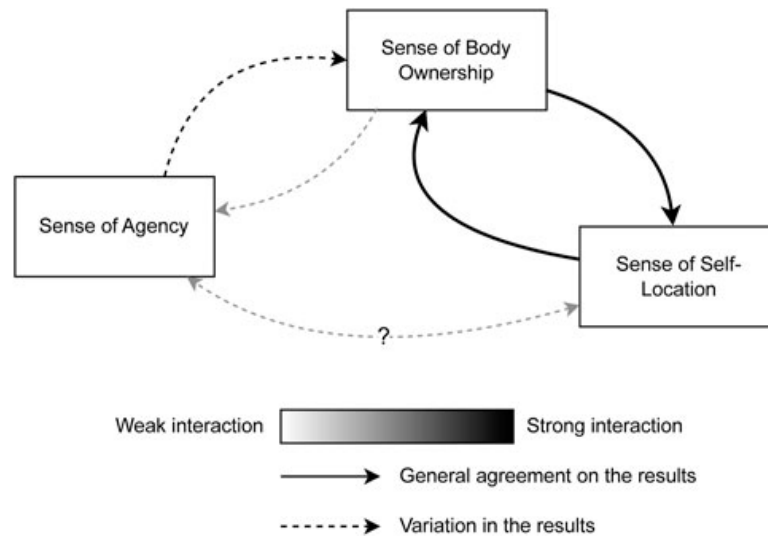 Sense of Body
Ownership
Sense of Agency
Sense of Self-
Location
?
Weak interaction
Strong interaction
General agreement on the results
Variation in the results